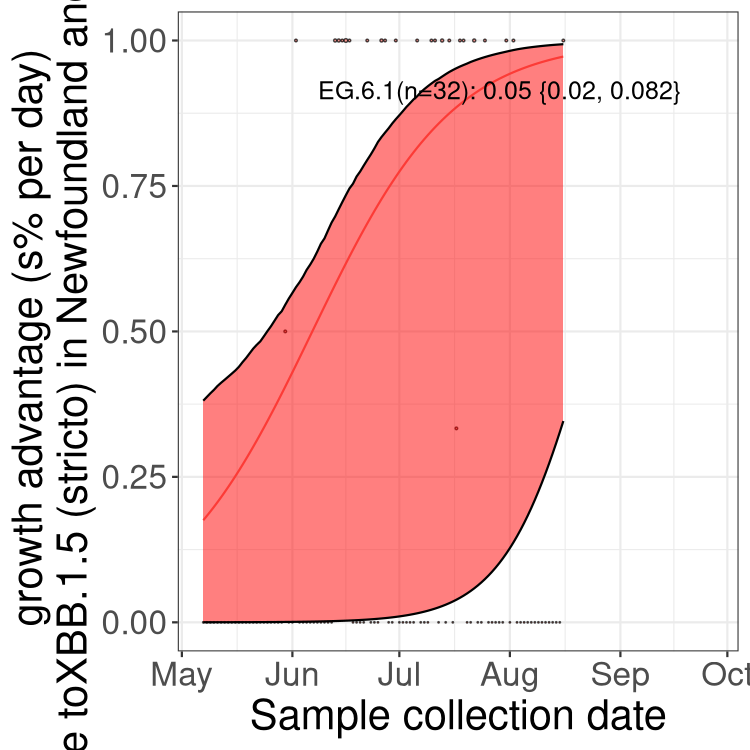 growth advantage (s% per day)
toXBB.1.5 (stricto) in Newfoundland
1.00
0.75
0.50
0.25
0.00
EG.6.1(n=32): 0.05 {0.02, 0.082}
May Jun Jul Aug Sep Oct
Sample collection date